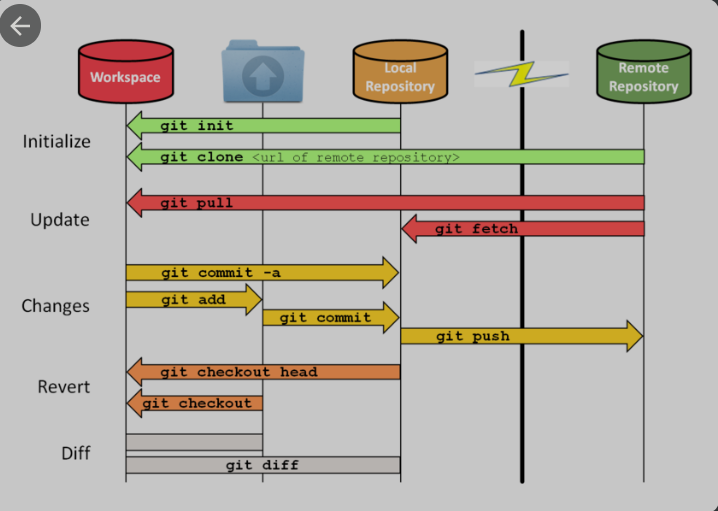 Workspace
Local
Repository
Remote
Repository
Initialize
git init
git clone <url of remote repository>
Update
git pull
git fetch
Changes
git commit -a
git add
git commit
git push
Revert
git checkout head
git checkout
Diff
git diff